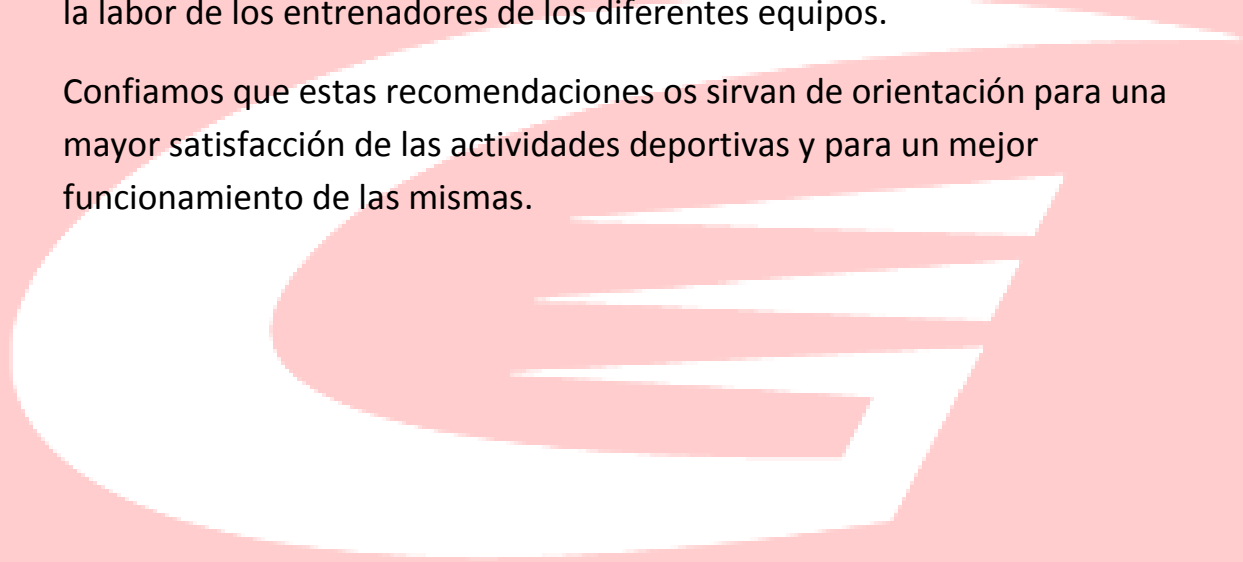 la labor de los entrenadores de los diferentes equipos.
Confiamos que estas recomendaciones os sirvan de orientación para una
mayor satisfacción de las actividades deportivas y para un mejor
funcionamiento de las mismas.